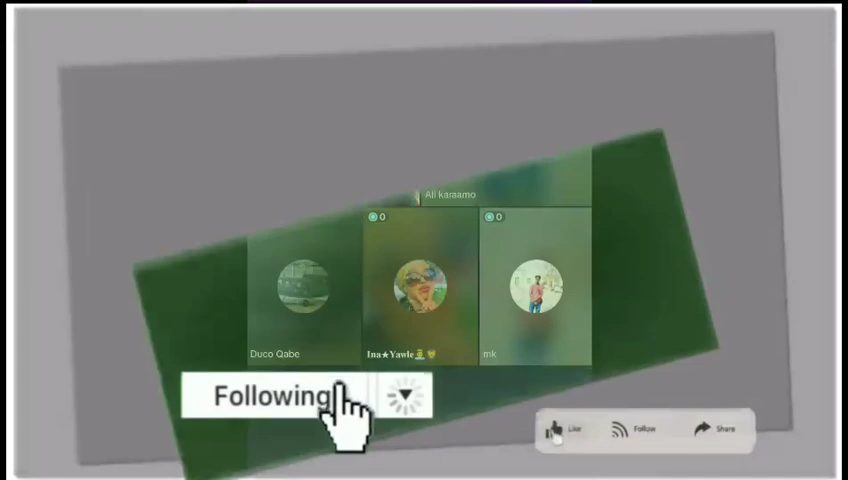 Ali karaamo
0
0
Duco Qabe
Ina★Yawle
mk
Following
Like
Follow
Share